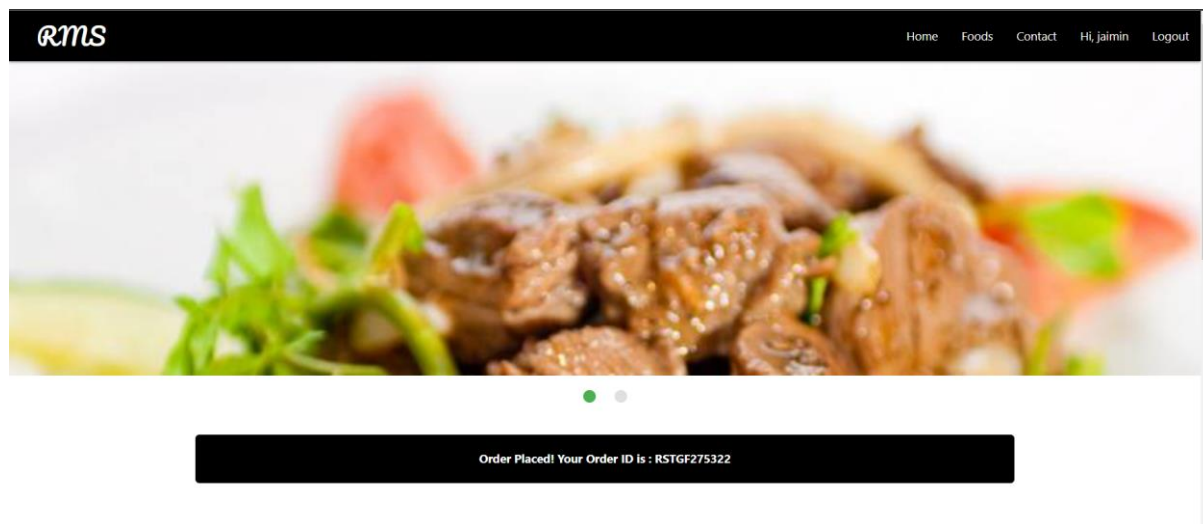 RMS
Home Foods Contact Hi, jaimin Logout
Order Placed! Your Order ID is : RSTGF275322